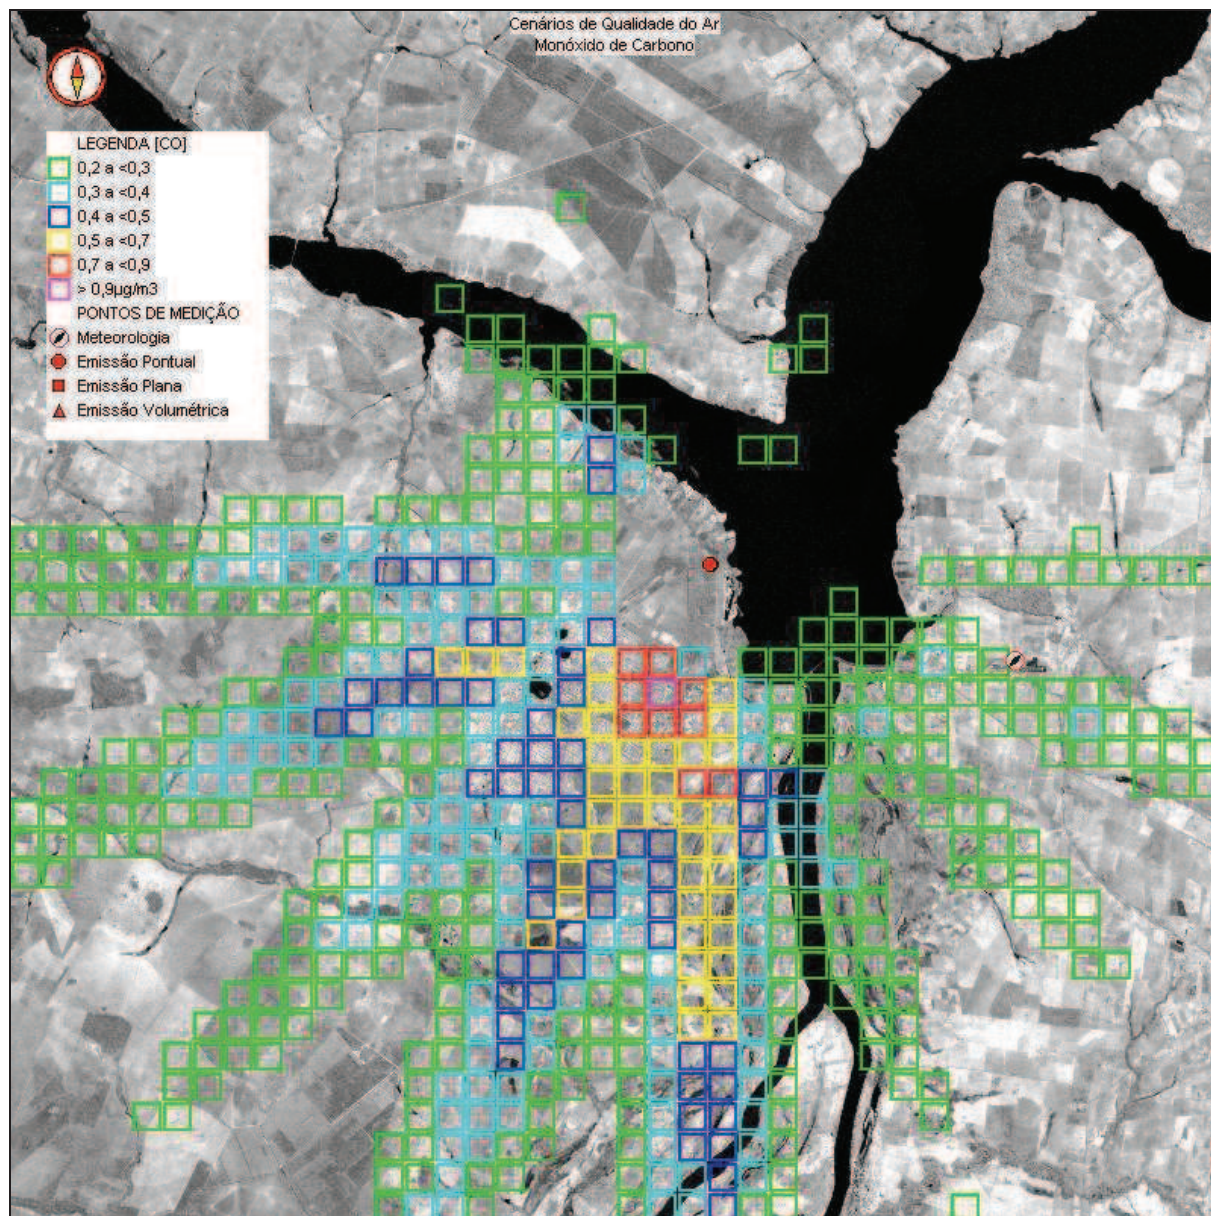 Cenários de Qualidade do Ar
Monóxido de Carbono
LEGENDA [CO]
0,2 a <0,3
0,3 a <0,4
0,4 a <0,5
0,5 a <0,7
0,7 a <0,9
> 0,9µg/m3
PONTOS DE MEDIÇÃO
Meteorologia
Emissão Pontual
Emissão Plana
Emissão Volumétrica